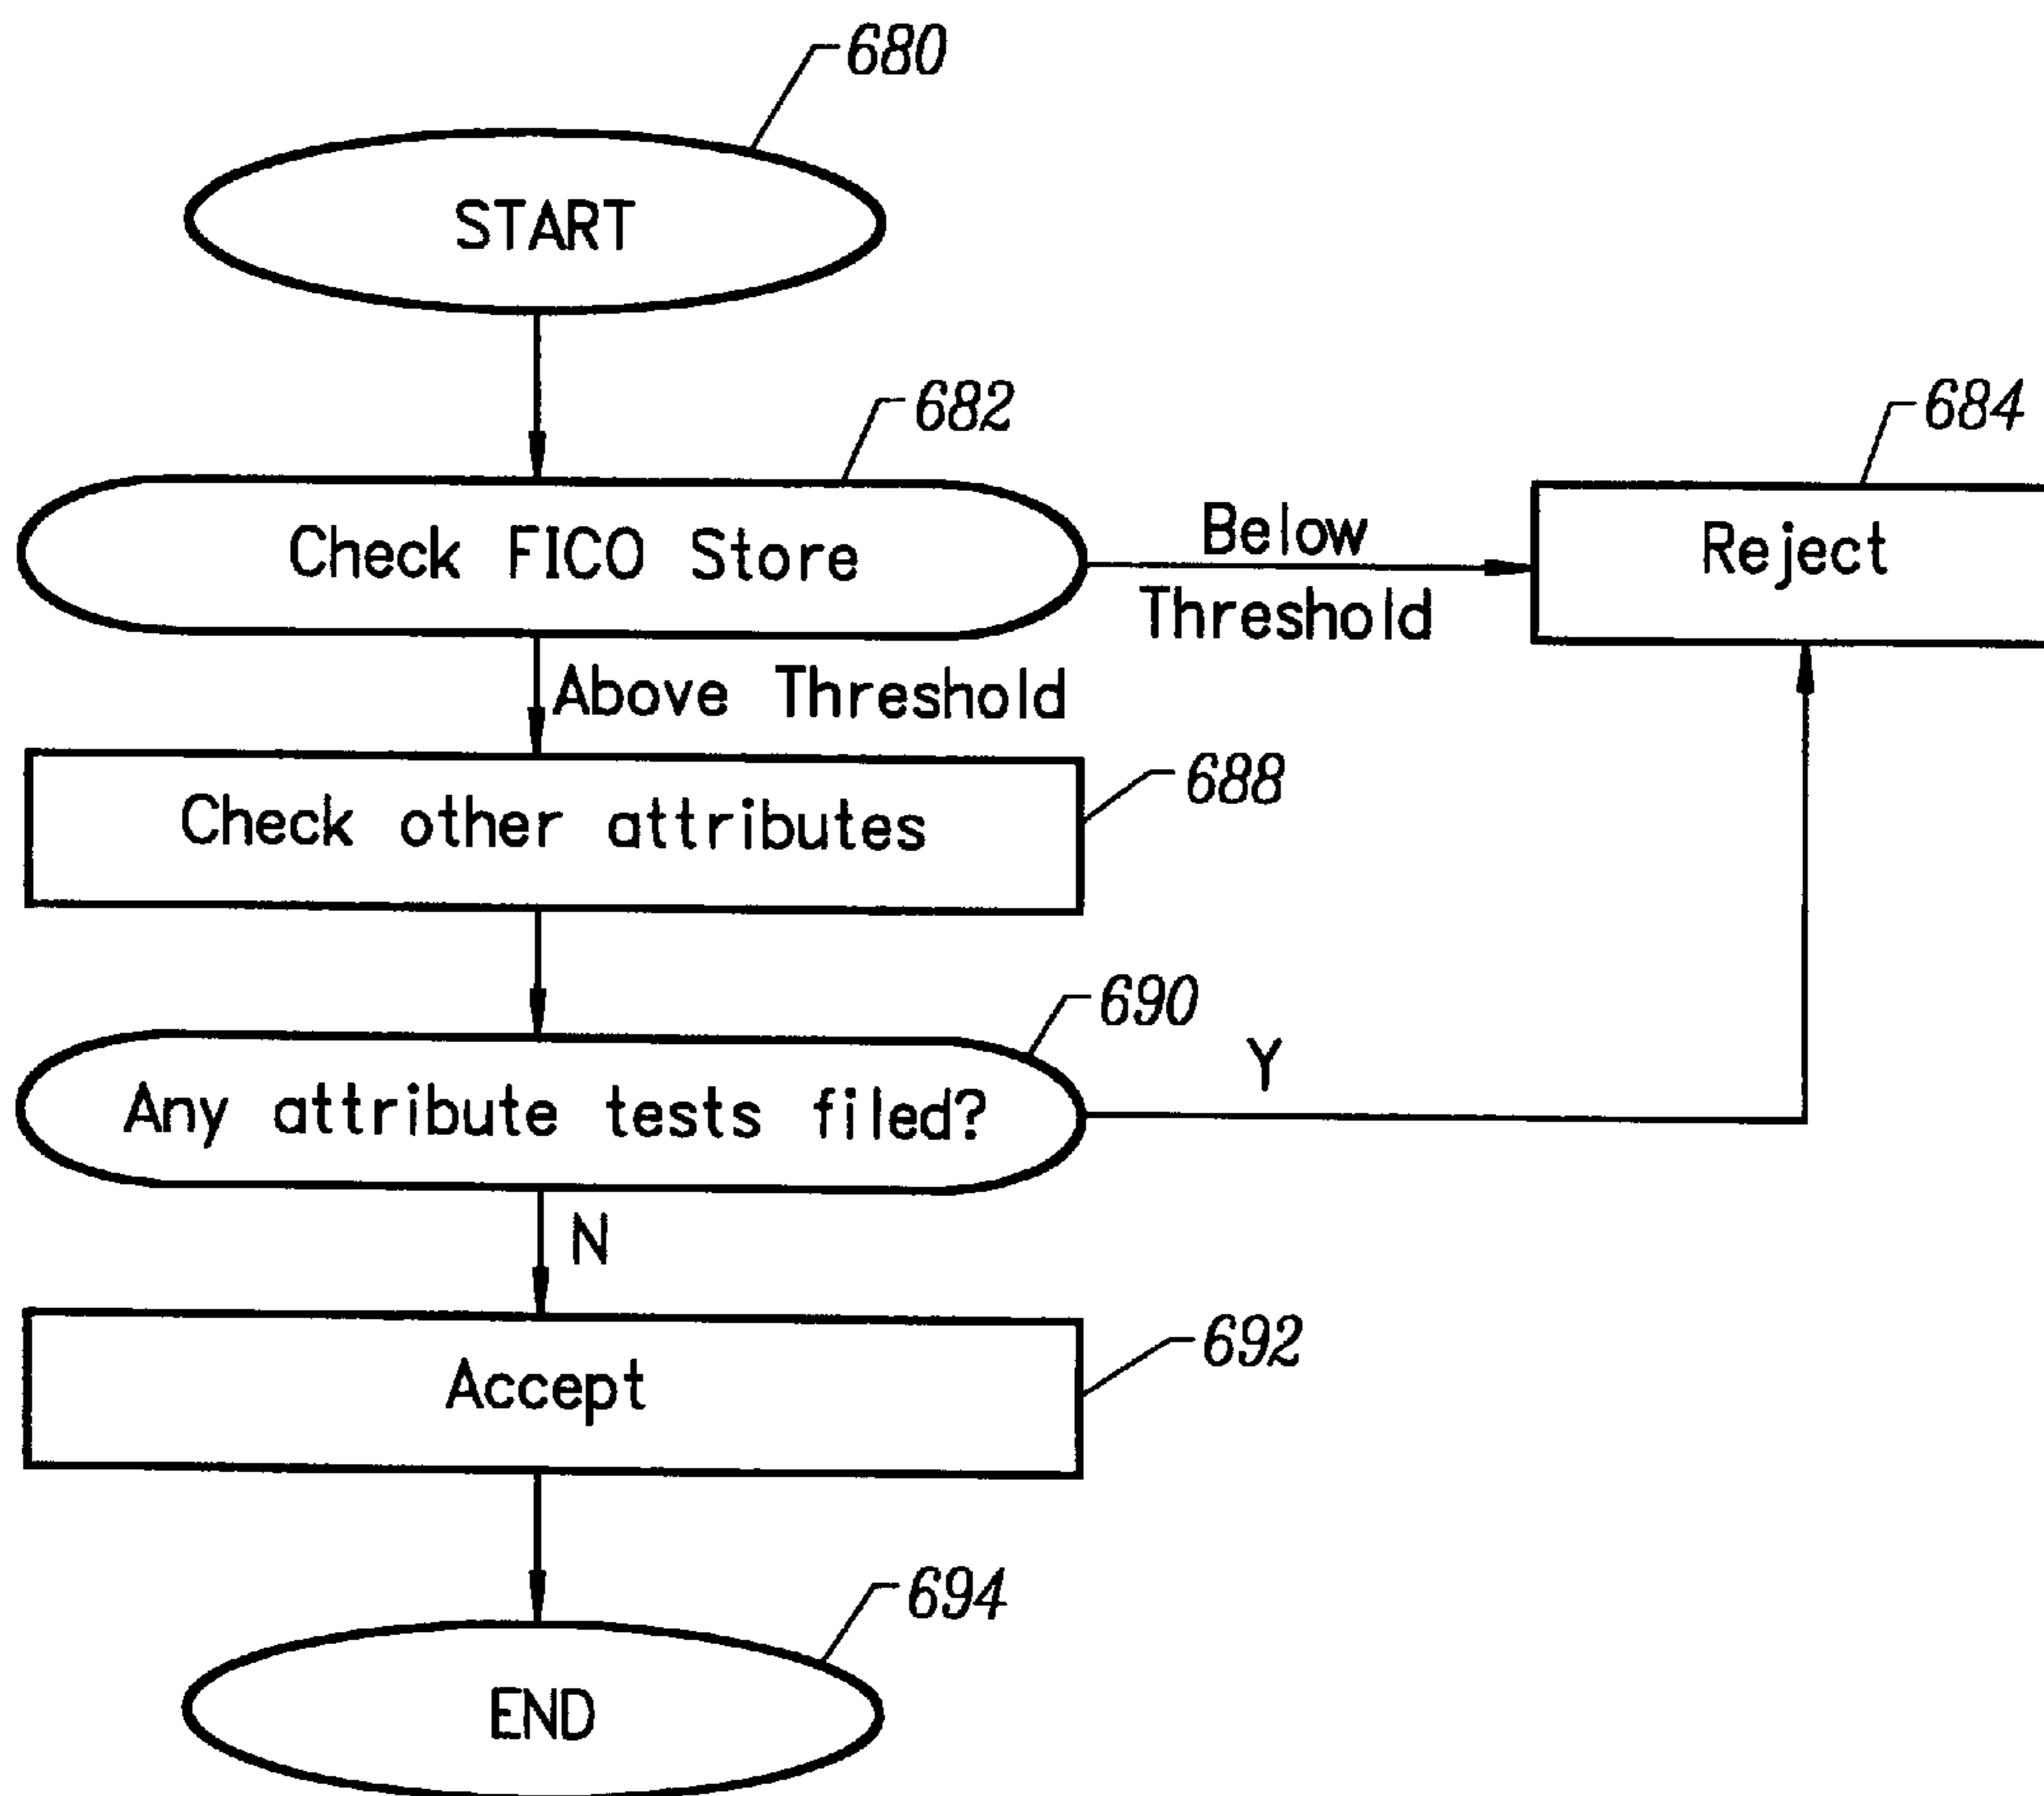 680
START
682
Check FICO Store
684
Below
Threshold
Reject
Above Threshold
688
Check other attributes
690
Any attribute tests filed?
Y
N
692
Accept
694
END